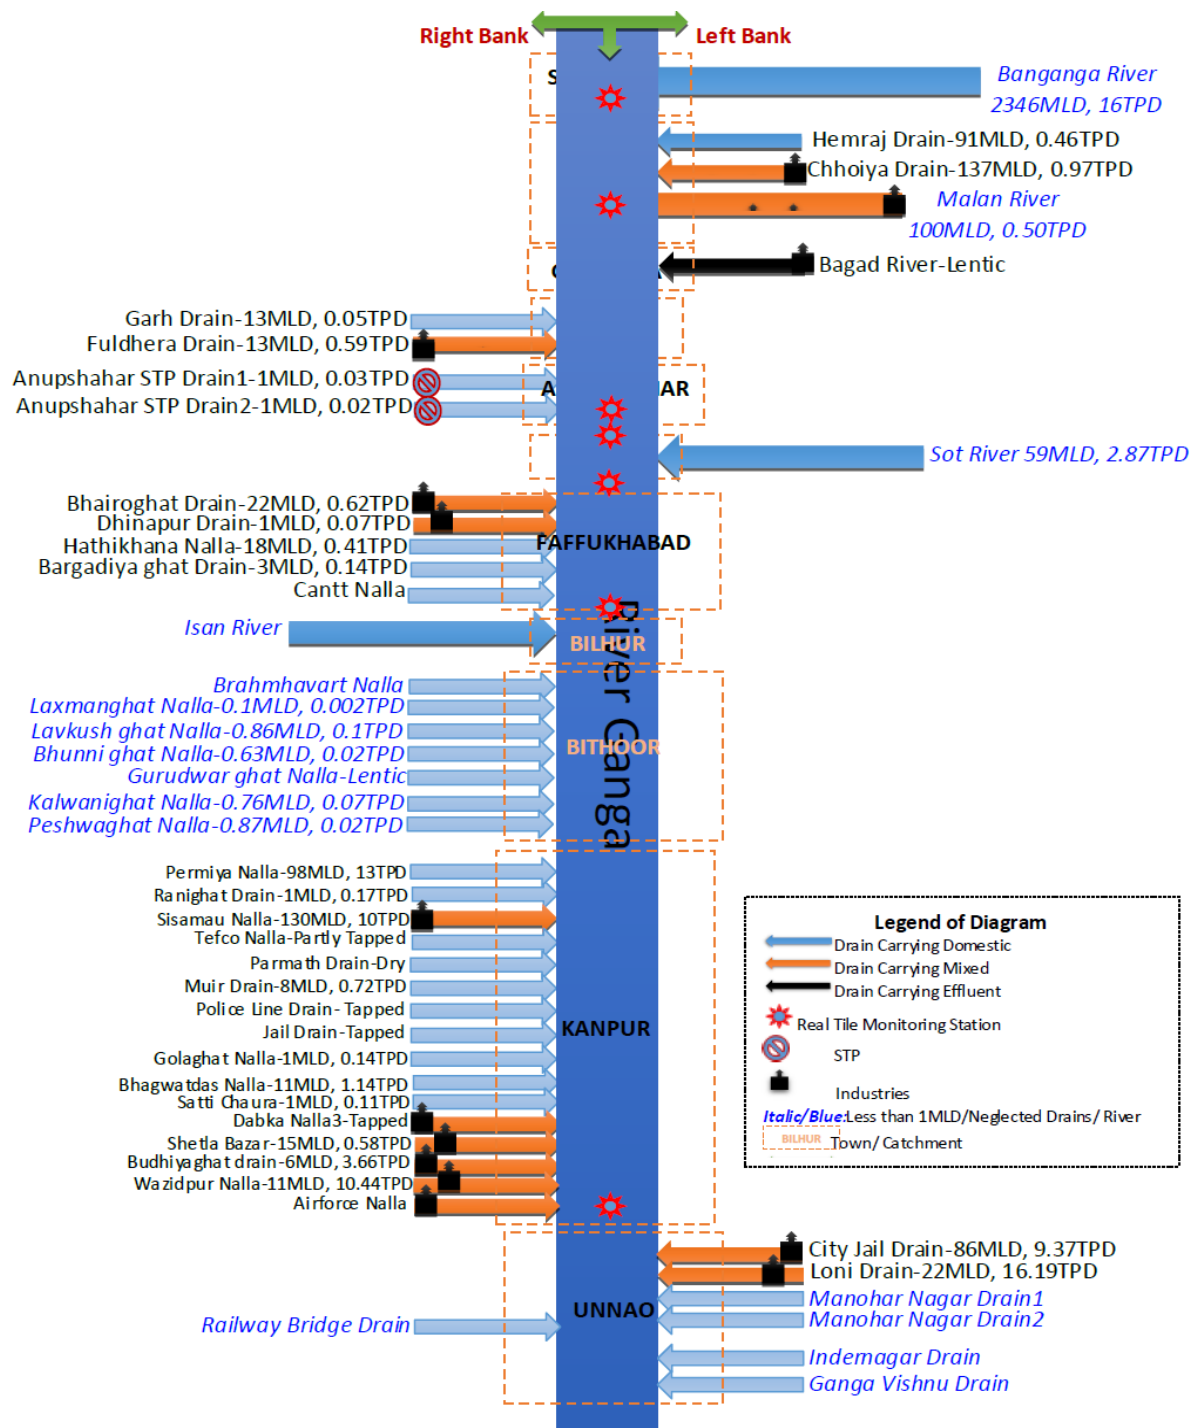 Right Bank
Left Bank
Banganga River
2346MLD, 16TPD
Hemraj Drain-91MLD, 0.46TPD
Chhoiya Drain-137MLD, 0.97TPD
Malan River
100MLD, 0.50TPD
Bagad River-Lentic
Garh Drain-13MLD, 0.05TPD
Fuldhera Drain-13MLD, 0.59TPD
Anupshahar STP Drain1-1MLD, 0.03TPD
Anupshahar STP Drain2-1MLD, 0.02TPD
Sot River 59MLD, 2.87TPD
Bhairoghat Drain-22MLD, 0.62TPD
Dhinapur Drain-1MLD, 0.07TPD
Hathikhana Nalla-18MLD, 0.41TPD
FAFFUKHABAD
Bargadiya ghat Drain-3MLD, 0.14TPD
Cantt Nalla
River Ganga
Isan River
BILHUR
Brahmhavart Nalla
Laxmanghat Nalla-0.1MLD, 0.002TPD
Lavkush ghat Nalla-0.86MLD, 0.1TPD
Bhunni ghat Nalla-0.63MLD, 0.02TPD
BITHOOR
Gurudwar ghat Nalla-Lentic
Kalwanighat Nalla-0.76MLD, 0.07TPD
Peshwaghat Nalla-0.87MLD, 0.02TPD
Permiya Nalla-98MLD, 13TPD
Ranighat Drain-1MLD, 0.17TPD
Sisamau Nalla-130MLD, 10TPD
Tefco Nalla-Partly Tapped
Parmath Drain-Dry
Muir Drain-8MLD, 0.72TPD
Police Line Drain- Tapped
Jail Drain-Tapped
KANPUR
Golaghat Nalla-1MLD, 0.14TPD
Bhagwatdas Nalla-11MLD, 1.14TPD
Satti Chaura-1MLD, 0.11TPD
Dabka Nalla3-Tapped
Shetla Bazar-15MLD, 0.58TPD
Budhiyaghat drain-6MLD, 3.66TPD
Wazidpur Nalla-11MLD, 10.44TPD
Airforce Nalla
Legend of Diagram
Drain Carrying Domestic
Drain Carrying Mixed
Drain Carrying Effluent
Real Tile Monitoring Station
STP
Industries
Italic/Blue:Less than 1MLD/Neglected Drains/ River
BILHUR Town/ Catchment
City Jail Drain-86MLD, 9.37TPD
Loni Drain-22MLD, 16.19TPD
Manohar Nagar Drain1
UNNAO
Manohar Nagar Drain2
Railway Bridge Drain
Indernagar Drain
Ganga Vishnu Drain